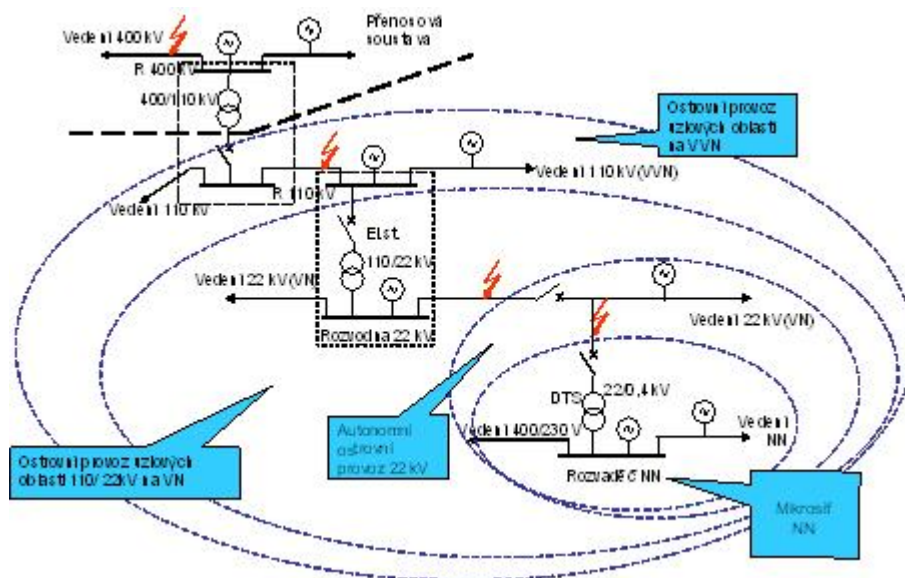 Přenosová
soustava
Vedení 400 kV
R 400 kV
400/110 kV
Ostrovní provoz
uzlových oblastí
na VVN
Vedení 110 kV (VVN)
R 110 kV
Vedení 110 kV
Elst.
110/22 kV
Vedení 22 kV (VN)
Rozvodna 22 kV
Vedení 22 kV (VN)
DTS
22/0,4 kV
Autonomní
ostrovní
provoz 22 kV
Vedení 400/230 V
Vedení
NN
Rozvaděč NN
Ostrovní provoz uzlových
oblastí 110/ 22kV na VN
Mikrosíť
NN